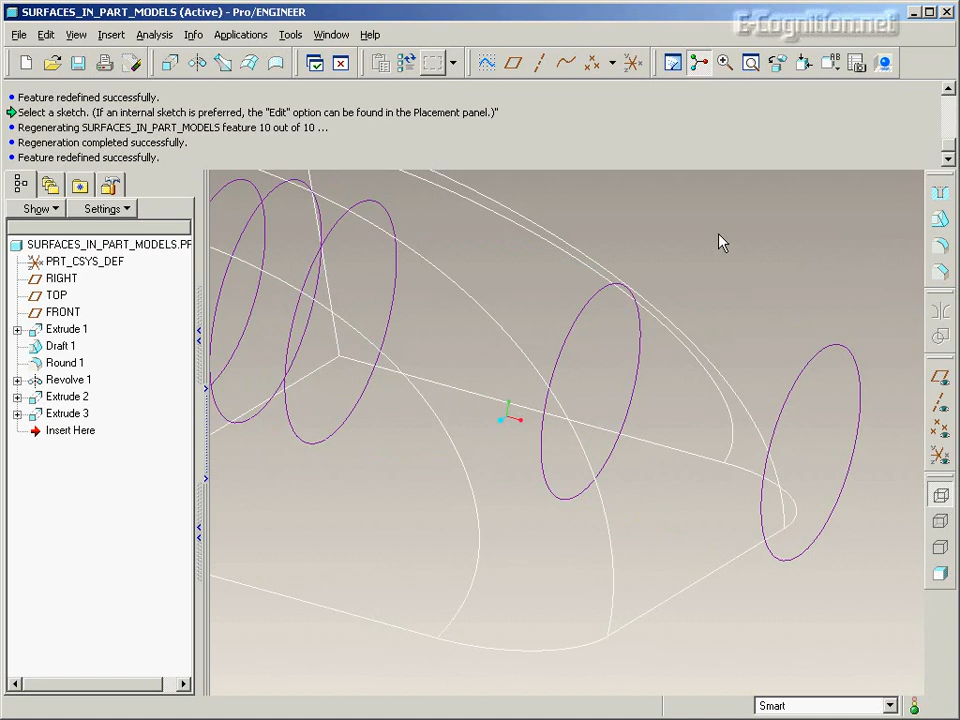 SURFACES_IN_PART_MODELS (Active) - Pro/ENGINEER
E-Cognition.net
File Edit View Insert Analysis Info Applications Tools Window Help
Feature redefined successfully.
Select a sketch. (If an internal sketch is preferred, the "Edit" option can be found in the Placement panel.)"
Regenerating SURFACES_IN_PART_MODELS feature 10 out of 10 ...
Regeneration completed successfully.
Feature redefined successfully.
Show Settings
SURFACES_IN_PART_MODELS.PF
PRT_CSYS_DEF
RIGHT
TOP
FRONT
Extrude 1
Draft 1
Round 1
Revolve 1
Extrude 2
Extrude 3
Insert Here
Smart